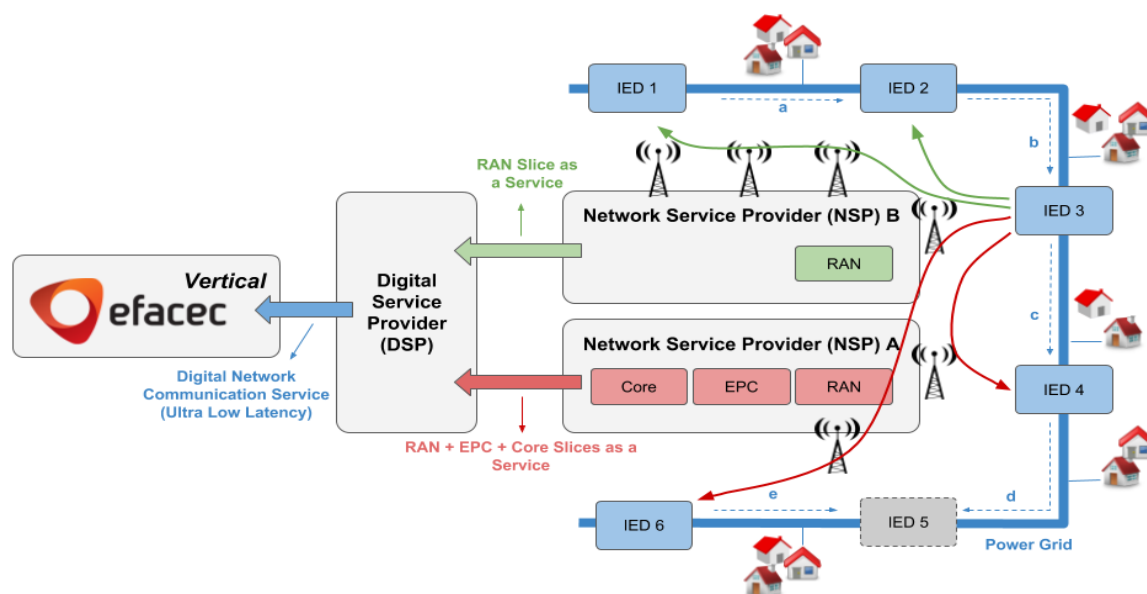 IED 1
IED 2
a
b
RAN Slice as
a Service
Network Service Provider (NSP) B
RAN
IED 3
Vertical
efacec
Digital
Service
Provider
(DSP)
c
Network Service Provider (NSP) A
Core
EPC
RAN
IED 4
Digital Network
Communication Service
(Ultra Low Latency)
RAN + EPC + Core Slices as a
Service
e
d
IED 6
IED 5
Power Grid